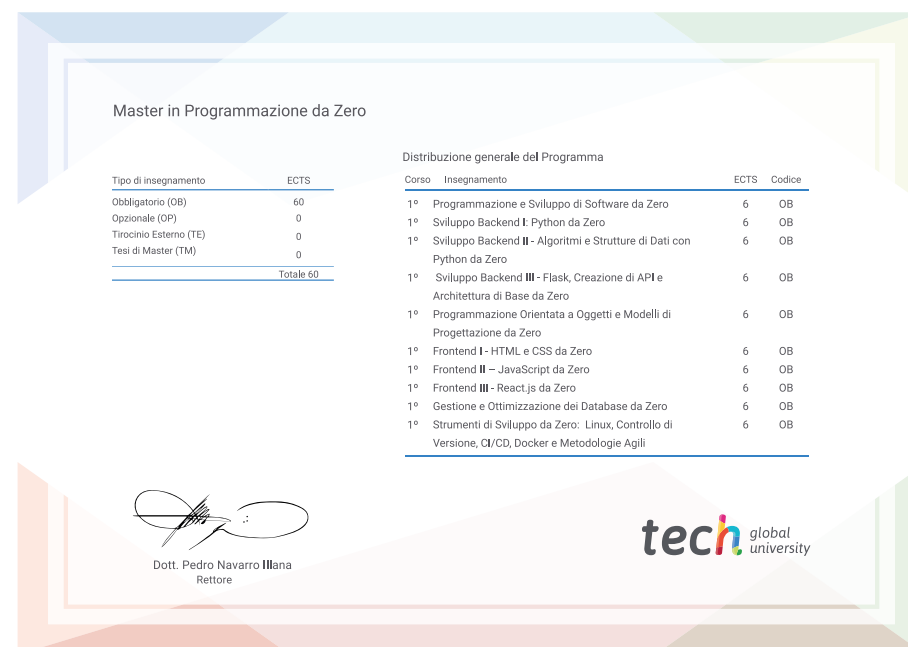 Master in Programmazione da Zero
Tipo di insegnamento ECTS
Obbligatorio (OB) 60
Opzionale (OP) 0
Tirocinio Esterno (TE) 0
Tesi di Master (TM) 0
Totale 60
Distribuzione generale del Programma
Corso Insegnamento ECTS Codice
1º Programmazione e Sviluppo di Software da Zero 6 OB
1º Sviluppo Backend I: Python da Zero 6 OB
1º Sviluppo Backend II - Algoritmi e Strutture di Dati con 6 OB
Python da Zero
1º Sviluppo Backend III - Flask, Creazione di API e 6 OB
Architettura di Base da Zero
1º Programmazione Orientata a Oggetti e Modelli di 6 OB
Progettazione da Zero
1º Frontend I - HTML e CSS da Zero 6 OB
1º Frontend II – JavaScript da Zero 6 OB
1º Frontend III - React.js da Zero 6 OB
1º Gestione e Ottimizzazione dei Database da Zero 6 OB
1º Strumenti di Sviluppo da Zero: Linux, Controllo di 6 OB
Versione, CI/CD, Docker e Metodologie Agili
Dott. Pedro Navarro Illana
Rettore
tech global
university